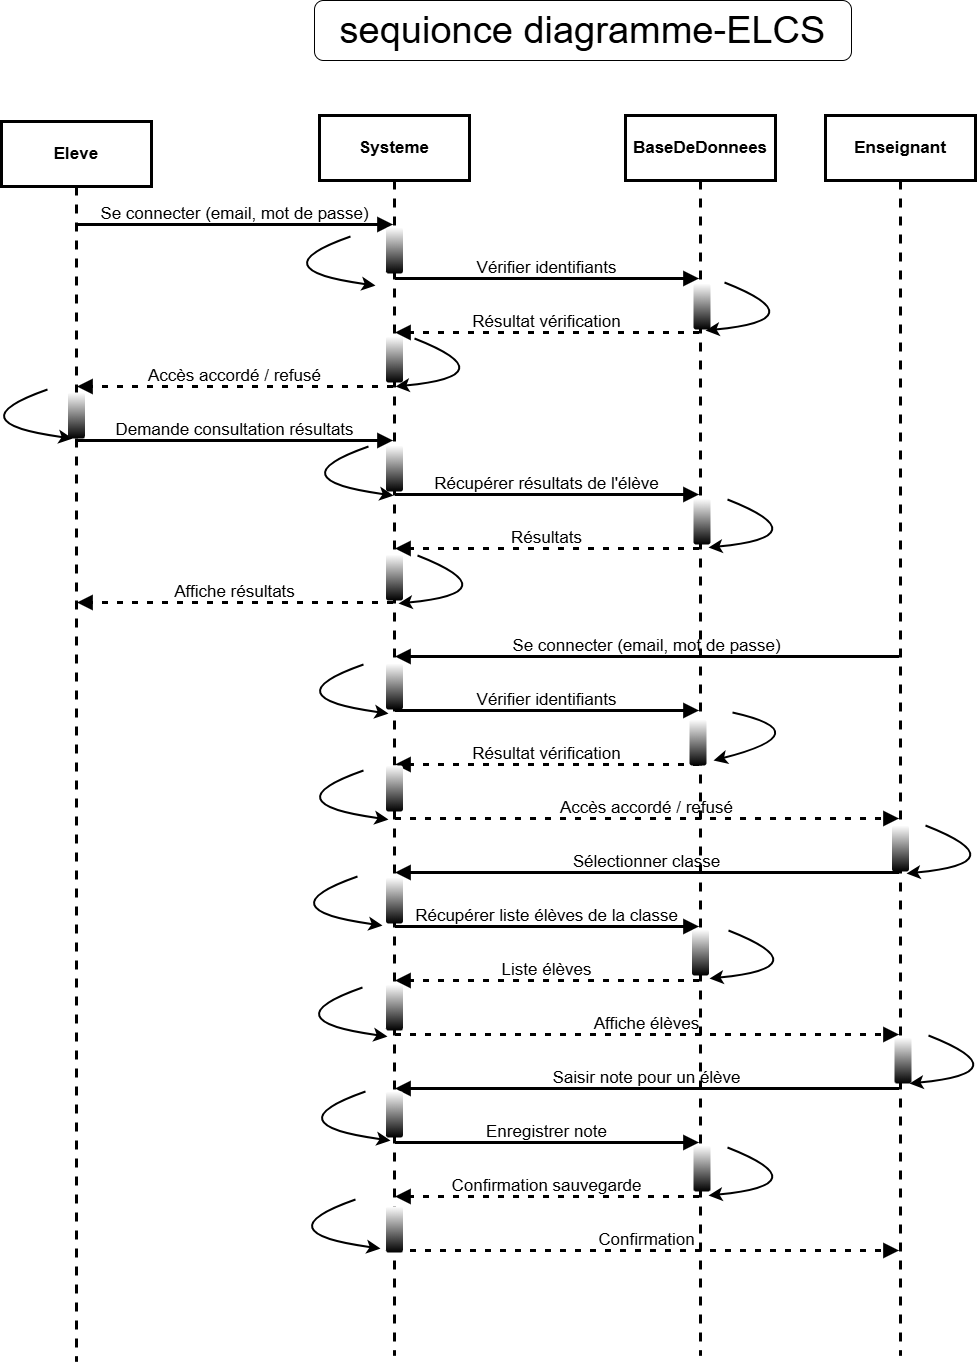 sequionce diagramme-ELCS
Eleve
Systeme
BaseDeDonnees
Enseignant
Se connecter (email, mot de passe)
Vérifier identifiants
Résultat vérification
Accès accordé / refusé
Demande consultation résultats
Récupérer résultats de l'élève
Résultats
Affiche résultats
Se connecter (email, mot de passe)
Vérifier identifiants
Résultat vérification
Accès accordé / refusé
Sélectionner classe
Récupérer liste élèves de la classe
Liste élèves
Affiche élèves
Saisir note pour un élève
Enregistrer note
Confirmation sauvegarde
Confirmation